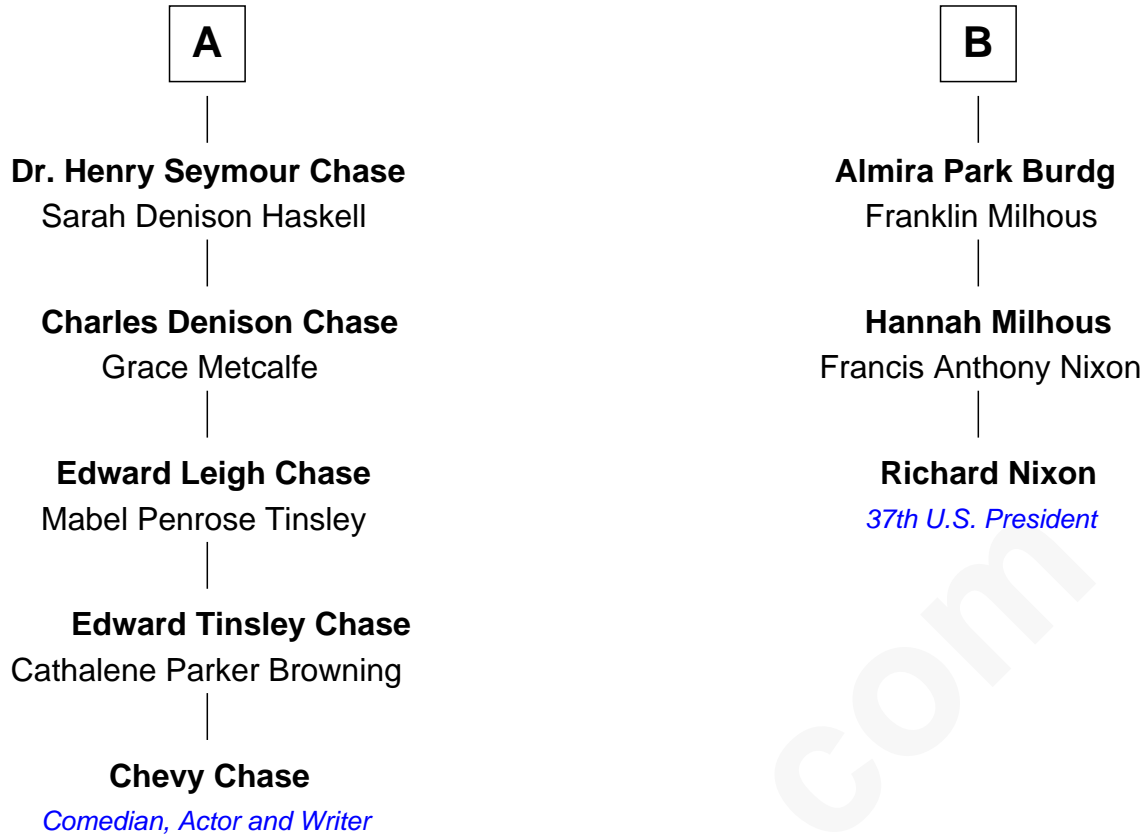 A
Dr. Henry Seymour Chase
Sarah Denison Haskell
Charles Denison Chase
Grace Metcalfe
Edward Leigh Chase
Mabel Penrose Tinsley
Edward Tinsley Chase
Cathalene Parker Browning
Chevy Chase
Comedian, Actor and Writer
B
Almira Park Burdg
Franklin Milhous
Hannah Milhous
Francis Anthony Nixon
Richard Nixon
37th U.S. President
com